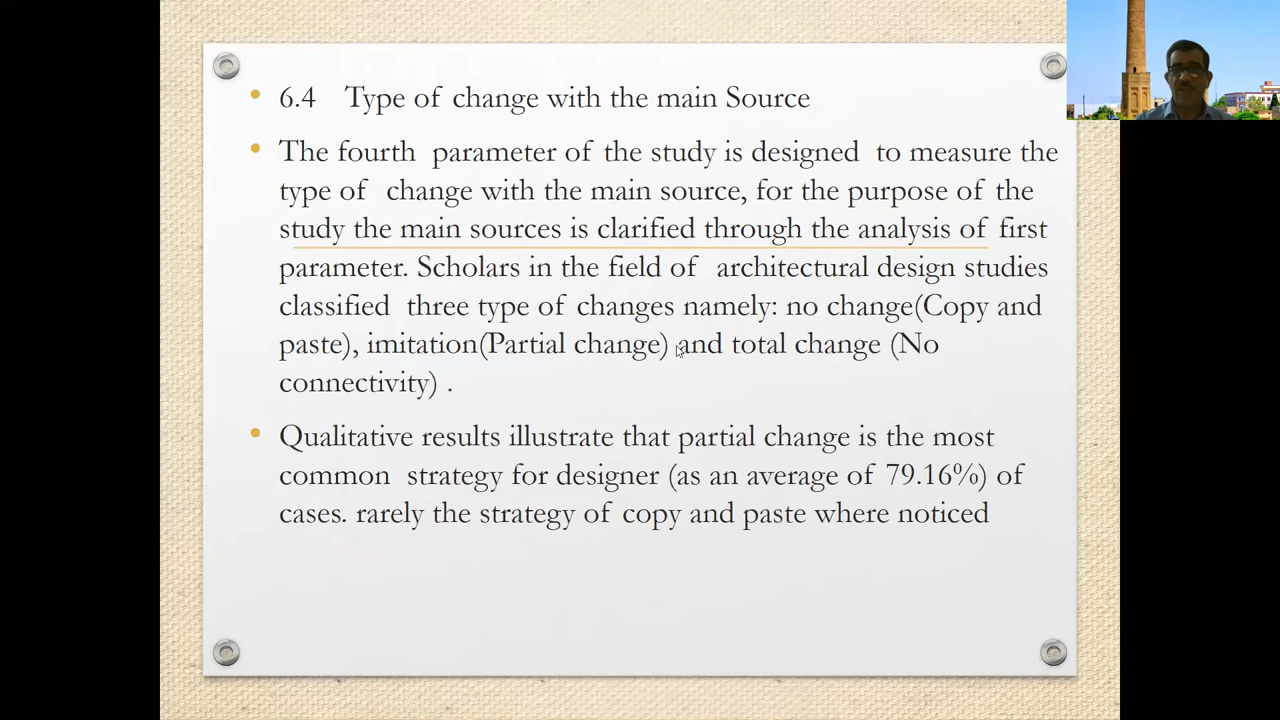 6.4 Type of change with the main Source
The fourth parameter of the study is designed to measure the
type of change with the main source, for the purpose of the
study the main sources is clarified through the analysis of first
parameter. Scholars in the field of architectural design studies
classified three type of changes namely: no change(Copy and
paste), imitation(Partial change) and total change (No
connectivity) .
Qualitative results illustrate that partial change is the most
common strategy for designer (as an average of 79.16%) of
cases. rarely the strategy of copy and paste where noticed